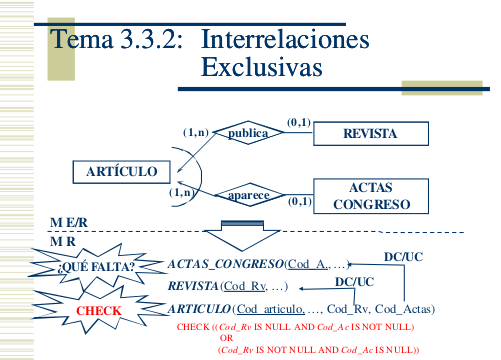 Tema 3.3.2: Interrelaciones
Exclusivas
(0,1)
(1,n)
publica
REVISTA
ARTÍCULO
(1,n)
aparece
(0,1)
ACTAS
CONGRESO
M E/R
M R
¿QUÉ FALTA?
ACTAS_CONGRESO(Cod_A,…)
DC/UC
REVISTA(Cod_Rv,…)
DC/UC
CHECK
ARTICULO(Cod_articulo,…, Cod_Rv, Cod_Actas)
CHECK ((Cod_Rv IS NULL AND Cod_Ac IS NOT NULL)
OR
(Cod_Rv IS NOT NULL AND Cod_Ac IS NULL))